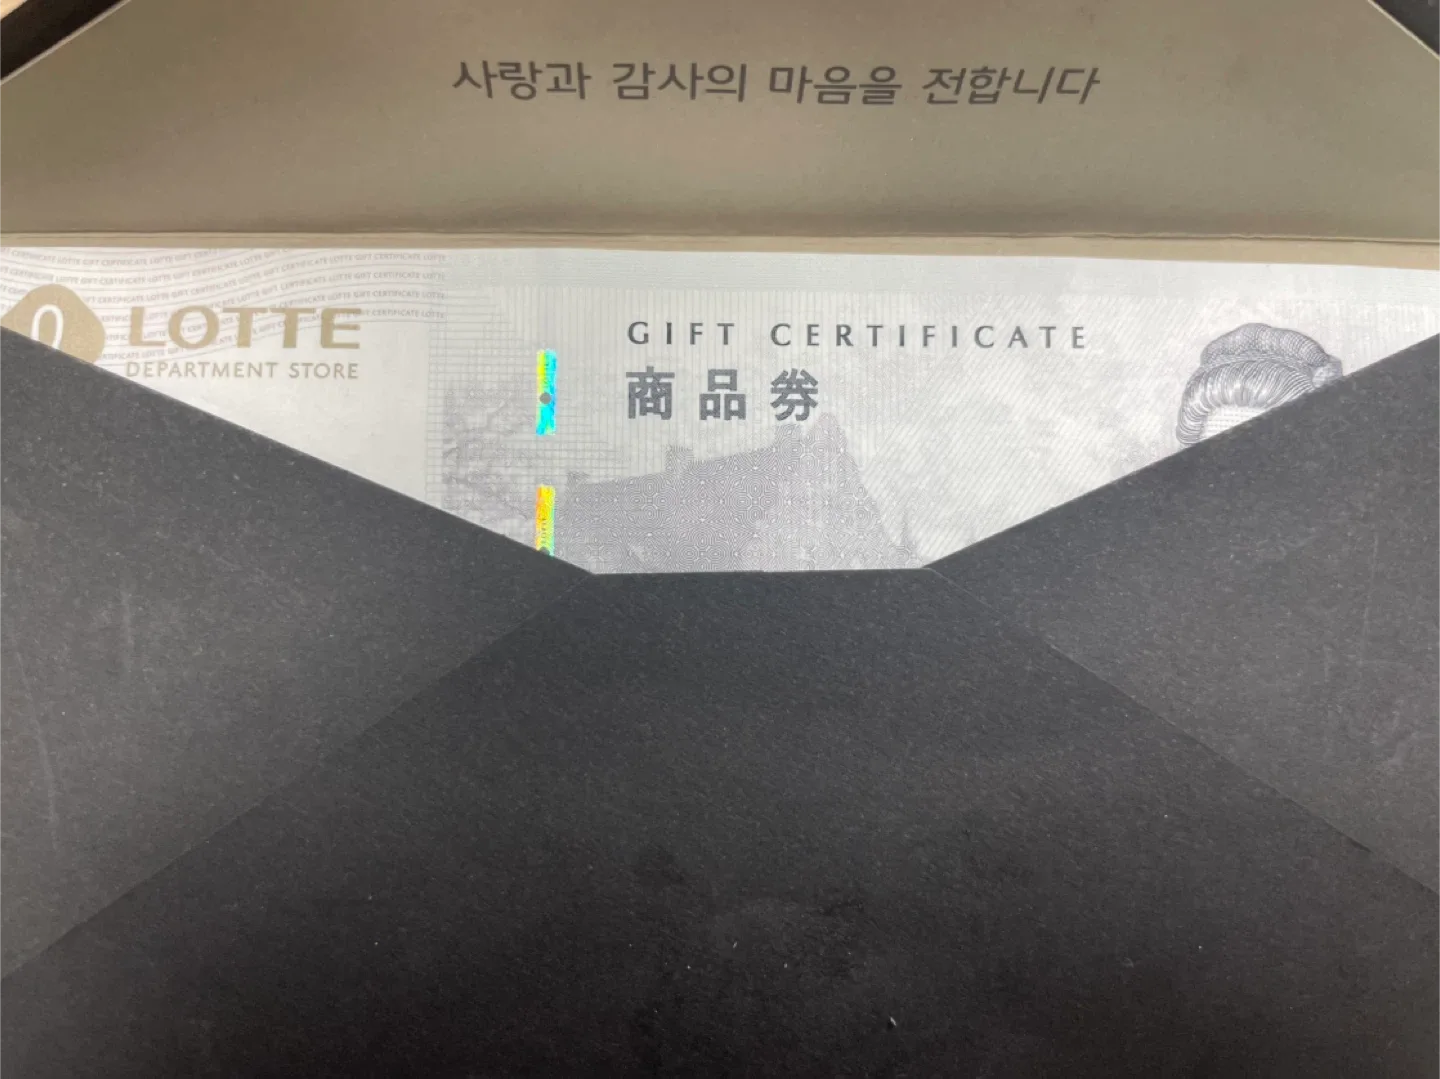 사랑과 감사의 마음을 전합니다
LOTTE
DEPARTMENT STORE
GIFT CERTIFICATE
商品券